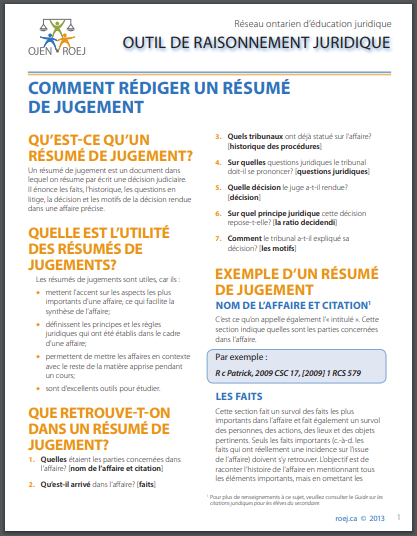 Réseau ontarien d'éducation juridique
OJEN ROEJ
OUTIL DE RAISONNEMENT JURIDIQUE
COMMENT RÉDIGER UN RÉSUMÉ
DE JUGEMENT
QU'EST-CE QU'UN
RÉSUMÉ DE JUGEMENT?
Un résumé de jugement est un document dans
lequel on résume par écrit une décision judiciaire.
Il énonce les faits, l'historique, les questions en
litige, la décision et les motifs de la décision rendue
dans une affaire précise.
QUELLE EST L'UTILITÉ
DES RÉSUMÉS DE
JUGEMENTS?
Les résumés de jugements sont utiles, car ils :
• mettent l'accent sur les aspects les plus
importants d'une affaire, ce qui facilite la
synthèse de l'affaire;
• définissent les principes et les règles
juridiques qui ont été établis dans le cadre
d'une affaire;
• permettent de mettre les affaires en contexte
avec le reste de la matière apprise pendant
un cours;
• sont d'excellents outils pour étudier.
QUE RETROUVE-T-ON
DANS UN RÉSUMÉ DE
JUGEMENT?
1. Quelles étaient les parties concernées dans
l'affaire? [nom de l'affaire et citation]
2. Qu'est-il arrivé dans l'affaire? [faits]
3. Quels tribunaux ont déjà statué sur l'affaire?
[historique des procédures]
4. Sur quelles questions juridiques le tribunal
doit-il se prononcer? [questions juridiques]
5. Quelle décision le juge a-t-il rendue?
[décision]
6. Sur quel principe juridique cette décision
repose-t-elle? [la ratio decidendi]
7. Comment le tribunal a-t-il expliqué sa
décision? [les motifs]
EXEMPLE D'UN RÉSUMÉ
DE JUGEMENT
NOM DE L'AFFAIRE ET CITATION¹
C'est ce qu'on appelle également l'« intitulé ». Cette
section indique quelles sont les parties concernées
dans l'affaire.
Par exemple :
R c Patrick, 2009 CSC 17, [2009] 1 RCS 579
LES FAITS
Cette section fait un survol des faits les plus
importants dans l'affaire et fait également un survol
des personnes, des actions, des lieux et des objets
pertinents. Seuls les faits importants (c.-à-d. les
faits qui ont réellement une incidence sur l'issue
de l'affaire) doivent s'y retrouver. L'objectif est de
raconter l'histoire de l'affaire en mentionnant tous
les éléments importants, mais en omettant les
¹ Pour plus de renseignements à ce sujet, veuillez consulter le Guide sur les
citations juridiques pour les élèves du secondaire.
roej.ca © 2013 1